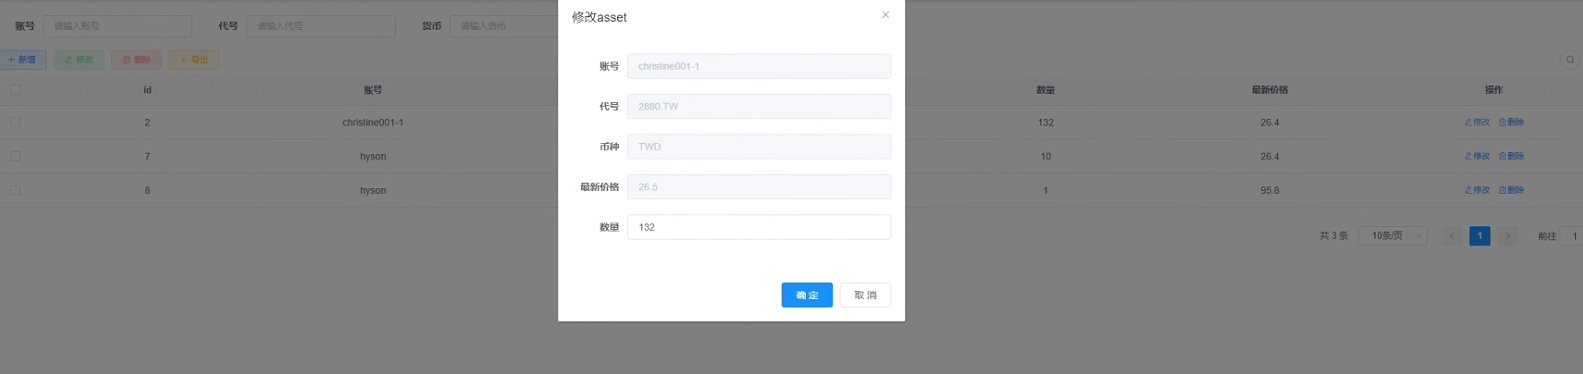 账号 请输入账号 代号 请输入代号 货币 请输入货币
修改asset
+ 新增 修改 删除 导出
id 账号 数量 最新价格 操作
2 christine001-1 132 26.4 修改 删除
7 hyson 10 26.4 修改 删除
8 hyson 1 95.8 修改 删除
共 3 条 10条/页 1 前往 1
账号 christine001-1
代号 2880.TW
币种 TWD
最新价格 26.5
数量 132
确 定 取 消